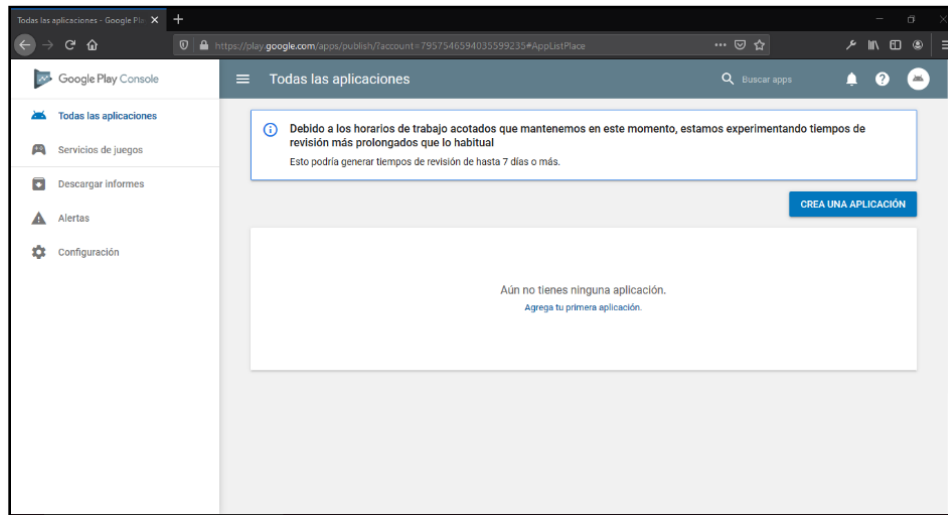 Todas las aplicaciones - Google Pla
https://play.google.com/apps/publish/?account=7957546594035599235#AppListPlace
Google Play Console
Todas las aplicaciones
Buscar apps
Todas las aplicaciones
Servicios de juegos
Descargar informes
Alertas
Configuración
Debido a los horarios de trabajo acotados que mantenemos en este momento, estamos experimentando tiempos de
revisión más prolongados que lo habitual
Esto podría generar tiempos de revisión de hasta 7 días o más.
CREA UNA APLICACIÓN
Aún no tienes ninguna aplicación.
Agrega tu primera aplicación.